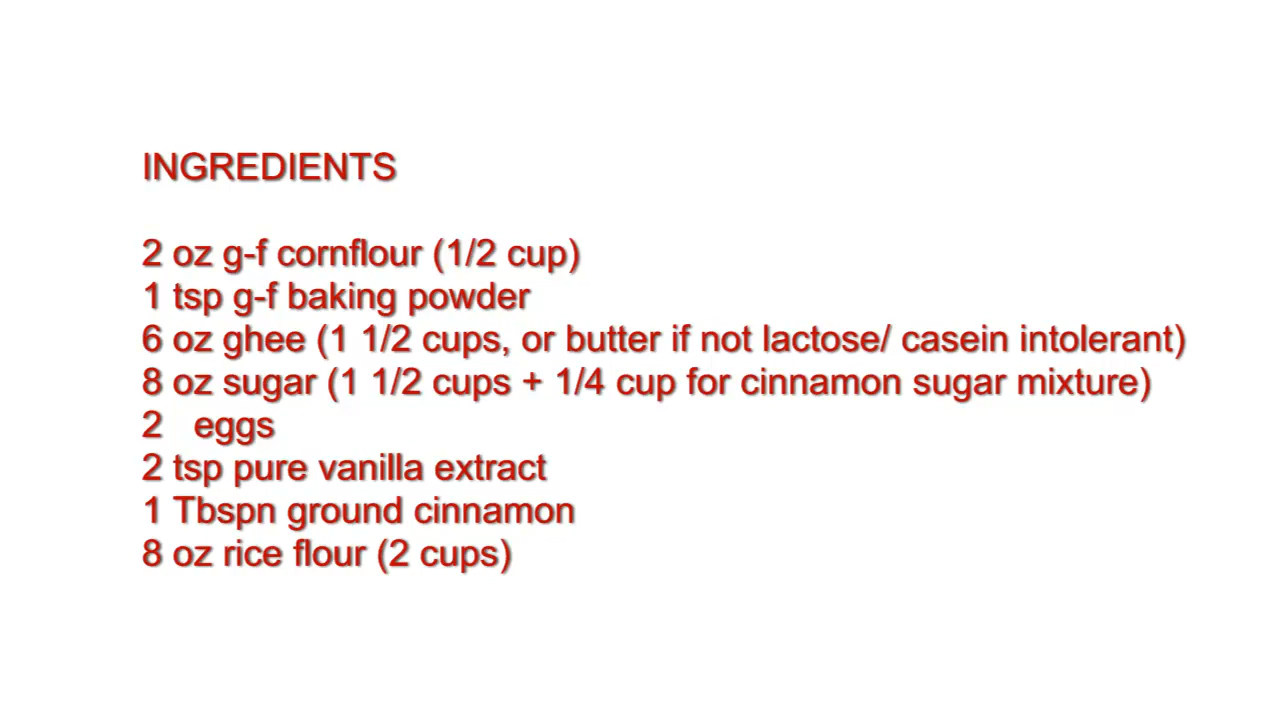 INGREDIENTS
2 oz g-f cornflour (1/2 cup)
1 tsp g-f baking powder
6 oz ghee (1 1/2 cups, or butter if not lactose/ casein intolerant)
8 oz sugar (1 1/2 cups + 1/4 cup for cinnamon sugar mixture)
2 eggs
2 tsp pure vanilla extract
1 Tbspn ground cinnamon
8 oz rice flour (2 cups)